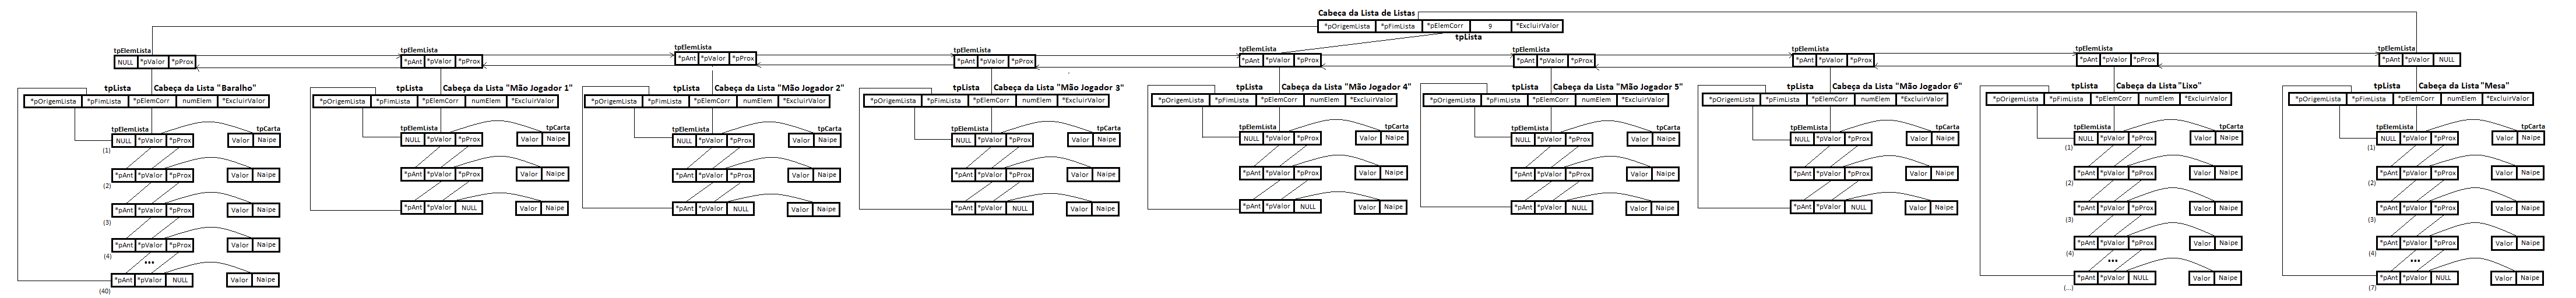 Cabeça da Lista de Listas
*pOrigemLista *pFimLista *pElemCorr 9 *ExcluirValor
tpLista
tpElemLista tpElemLista tpElemLista tpElemLista tpElemLista tpElemLista tpElemLista tpElemLista tpElemLista
NULL *pValor *pProx *pAnt *pValor *pProx *pAnt *pValor *pProx *pAnt *pValor *pProx *pAnt *pValor *pProx *pAnt *pValor *pProx *pAnt *pValor *pProx *pAnt *pValor *pProx *pAnt *pValor NULL
tpLista Cabeça da Lista "Baralho"
*pOrigemLista *pFimLista *pElemCorr numElem *ExcluirValor
tpElemLista tpCarta
NULL *pValor *pProx Valor Naipe
(1)
*pAnt *pValor *pProx Valor Naipe
(2)
*pAnt *pValor *pProx Valor Naipe
(3)
*pAnt *pValor *pProx Valor Naipe
(4)
...
*pAnt *pValor NULL Valor Naipe
(40)
tpLista Cabeça da Lista "Mão Jogador 1"
*pOrigemLista *pFimLista *pElemCorr numElem *ExcluirValor
tpElemLista tpCarta
NULL *pValor *pProx Valor Naipe
*pAnt *pValor *pProx Valor Naipe
*pAnt *pValor NULL Valor Naipe
tpLista Cabeça da Lista "Mão Jogador 2"
*pOrigemLista *pFimLista *pElemCorr numElem *ExcluirValor
tpElemLista tpCarta
NULL *pValor *pProx Valor Naipe
*pAnt *pValor *pProx Valor Naipe
*pAnt *pValor NULL Valor Naipe
tpLista Cabeça da Lista "Mão Jogador 3"
*pOrigemLista *pFimLista *pElemCorr numElem *ExcluirValor
tpElemLista tpCarta
NULL *pValor *pProx Valor Naipe
*pAnt *pValor *pProx Valor Naipe
*pAnt *pValor NULL Valor Naipe
tpLista Cabeça da Lista "Mão Jogador 4"
*pOrigemLista *pFimLista *pElemCorr numElem *ExcluirValor
tpElemLista tpCarta
NULL *pValor *pProx Valor Naipe
*pAnt *pValor *pProx Valor Naipe
*pAnt *pValor NULL Valor Naipe
tpLista Cabeça da Lista "Mão Jogador 5"
*pOrigemLista *pFimLista *pElemCorr numElem *ExcluirValor
tpElemLista tpCarta
NULL *pValor *pProx Valor Naipe
*pAnt *pValor *pProx Valor Naipe
*pAnt *pValor NULL Valor Naipe
tpLista Cabeça da Lista "Mão Jogador 6"
*pOrigemLista *pFimLista *pElemCorr numElem *ExcluirValor
tpElemLista tpCarta
NULL *pValor *pProx Valor Naipe
*pAnt *pValor *pProx Valor Naipe
*pAnt *pValor NULL Valor Naipe
tpLista Cabeça da Lista "Lixo"
*pOrigemLista *pFimLista *pElemCorr numElem *ExcluirValor
tpElemLista tpCarta
NULL *pValor *pProx Valor Naipe
(1)
*pAnt *pValor *pProx Valor Naipe
(2)
*pAnt *pValor *pProx Valor Naipe
(3)
*pAnt *pValor *pProx Valor Naipe
(4)
...
*pAnt *pValor NULL Valor Naipe
(...)
tpLista Cabeça da Lista "Mesa"
*pOrigemLista *pFimLista *pElemCorr numElem *ExcluirValor
tpElemLista tpCarta
NULL *pValor *pProx Valor Naipe
(1)
*pAnt *pValor *pProx Valor Naipe
(2)
*pAnt *pValor *pProx Valor Naipe
(3)
*pAnt *pValor *pProx Valor Naipe
(4)
...
*pAnt *pValor NULL Valor Naipe
(7)